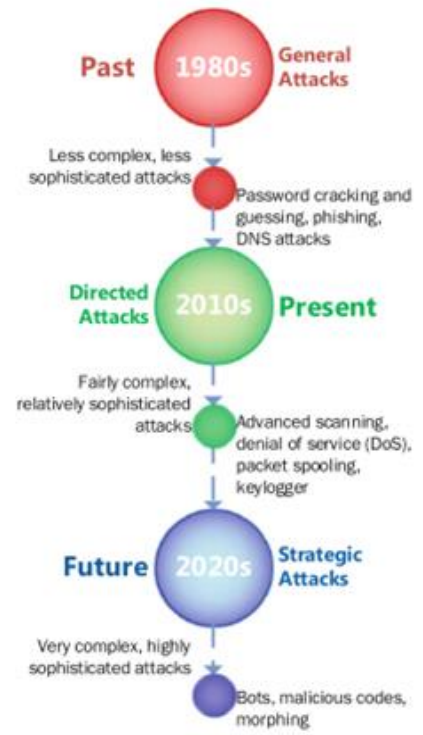 Past
1980s
General
Attacks
Less complex, less
sophisticated attacks
Password cracking and
guessing, phishing,
DNS attacks
Directed
Attacks
2010s
Present
Fairly complex,
relatively sophisticated
attacks
Advanced scanning,
denial of service (DoS),
packet spooling,
keylogger
Future
2020s
Strategic
Attacks
Very complex, highly
sophisticated attacks
Bots, malicious codes,
morphing